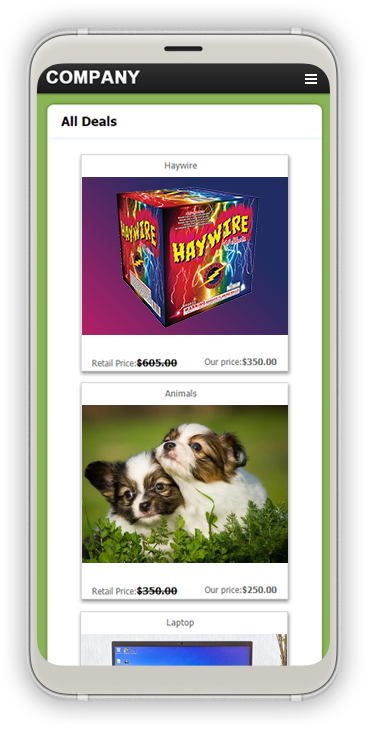 COMPANY
All Deals
Haywire
HAYWIRE
HAYWIRE
Retail Price:$605.00 Our price:$350.00
Animals
Retail Price:$350.00 Our price:$250.00
Laptop